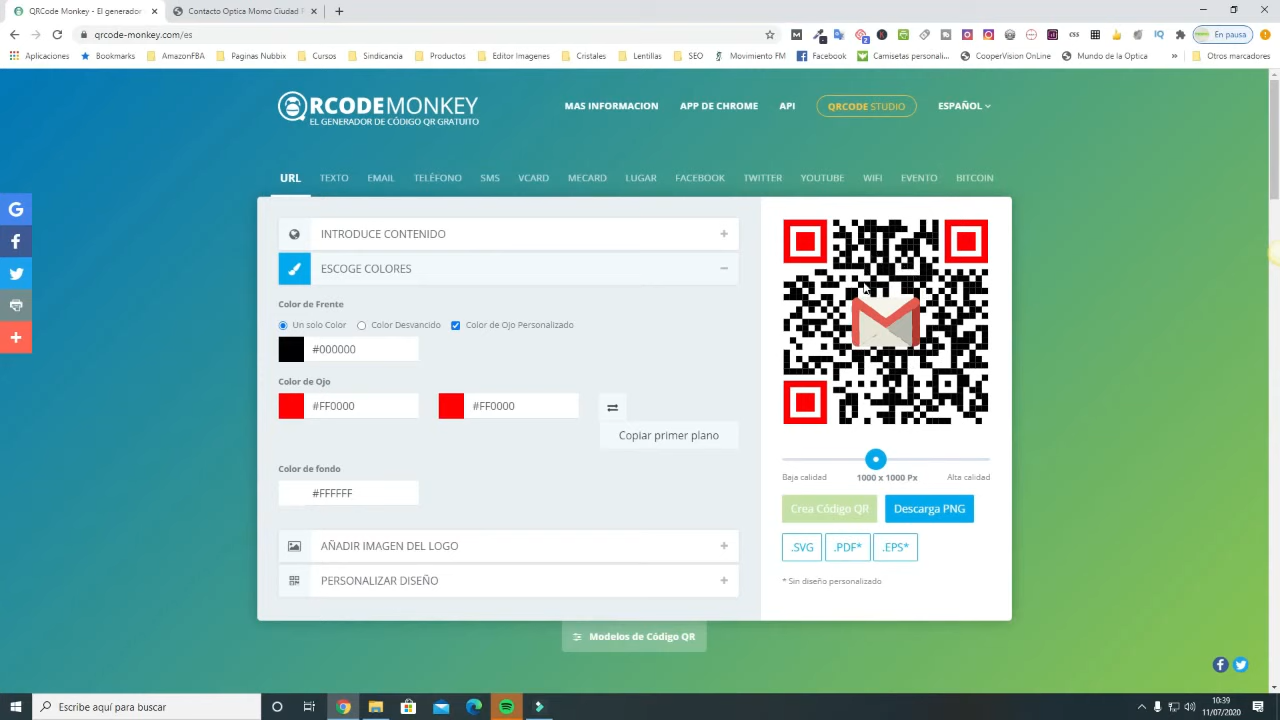 QRCode Monkey - El generador de
Contacto Optica Momo Ciudad R
qrcode-monkey.com/es
En pausa
Aplicaciones
Bookmarks
AmazonFBA
Paginas Nubbix
Cursos
Sindicancia
Productos
Editor Imagenes
Cristales
Lentillas
SEO
Movimiento FM
Facebook
Camisetas personali...
CooperVision OnLine
Mundo de la Optica
»
Otros marcadores
QRCODEMONKEY
EL GENERADOR DE CÓDIGO QR GRATUITO
MAS INFORMACION
APP DE CHROME
API
QRCODE STUDIO
ESPAÑOL
URL
TEXTO
EMAIL
TELÉFONO
SMS
VCARD
MECARD
LUGAR
FACEBOOK
TWITTER
YOUTUBE
WIFI
EVENTO
BITCOIN
INTRODUCE CONTENIDO
ESCOGE COLORES
Color de Frente
Un solo Color
Color Desvancido
Color de Ojo Personalizado
#000000
Color de Ojo
#FF0000
#FF0000
Copiar primer plano
Color de fondo
#FFFFFF
AÑADIR IMAGEN DEL LOGO
PERSONALIZAR DISEÑO
Baja calidad
1000 x 1000 Px
Alta calidad
Crea Código QR
Descarga PNG
.SVG
.PDF*
.EPS*
* Sin diseño personalizado
Modelos de Código QR
Escribe aquí para buscar
10:39
11/07/2020